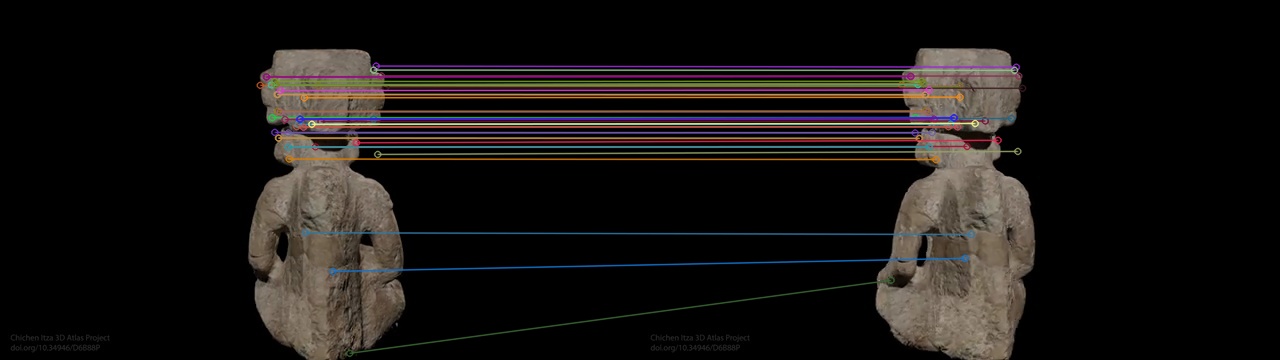 Chichen Itza 3D Atlas Project
doi.org/10.34946/D6B88P
Chichen Itza 3D Atlas Project
doi.org/10.34946/D6B88P